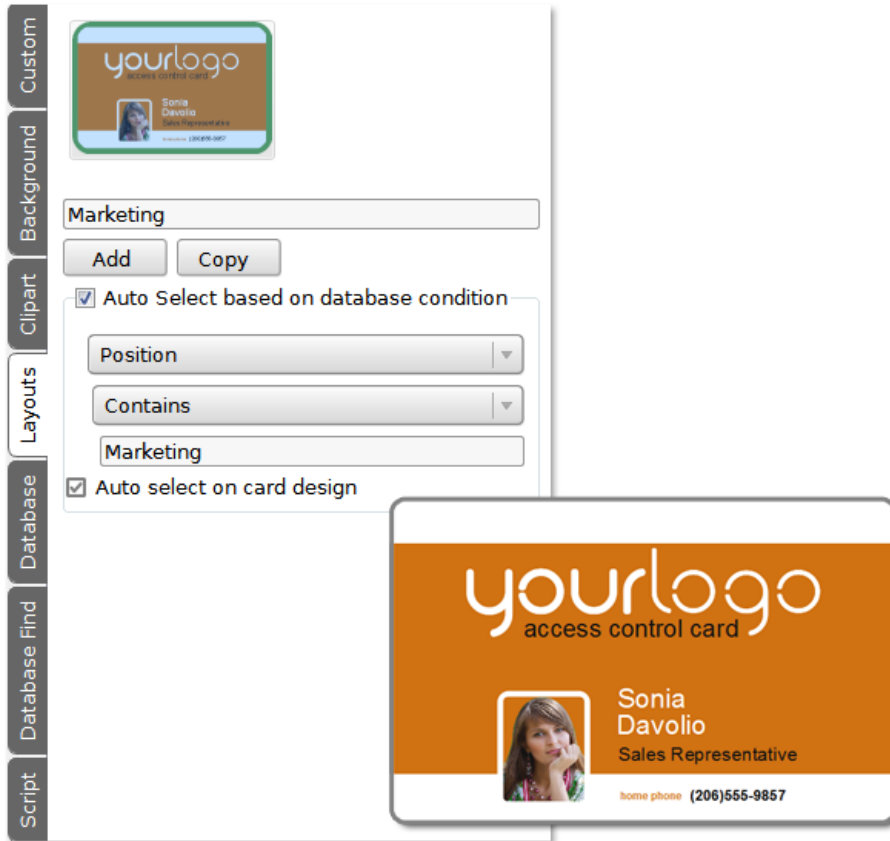 Custom
Background
Clipart
Layouts
Database
Database Find
Script
yourlogo
access control card
Sonia
Davolio
Sales Representative
home phone (206)555-9857
Marketing
Add Copy
Auto Select based on database condition
Position
Contains
Marketing
Auto select on card design
yourlogo
access control card
Sonia
Davolio
Sales Representative
home phone (206)555-9857